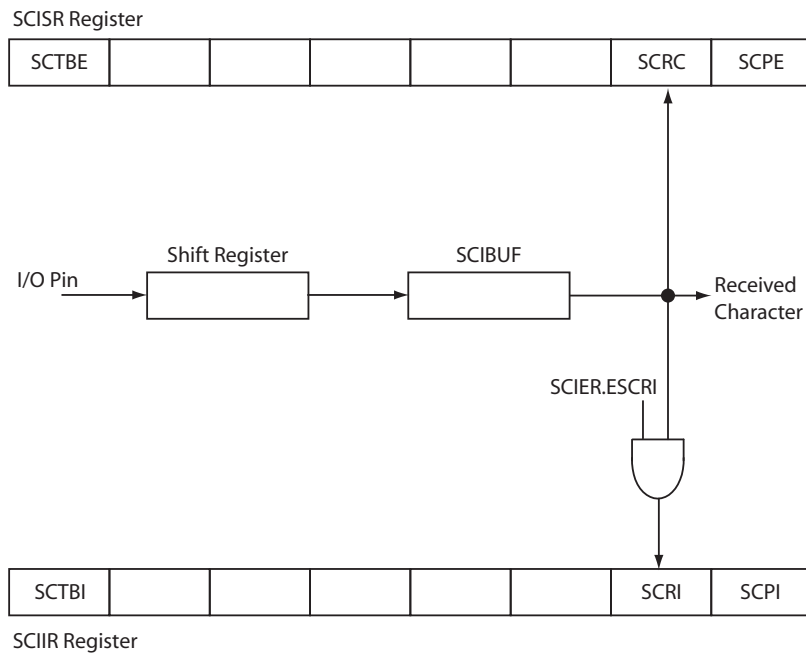 SCISR Register
SCTBE
SCRC
SCPE
Shift Register
SCIBUF
I/O Pin
Received
Character
SCIER.ESCRI
SCTBI
SCRI
SCPI
SCIIR Register